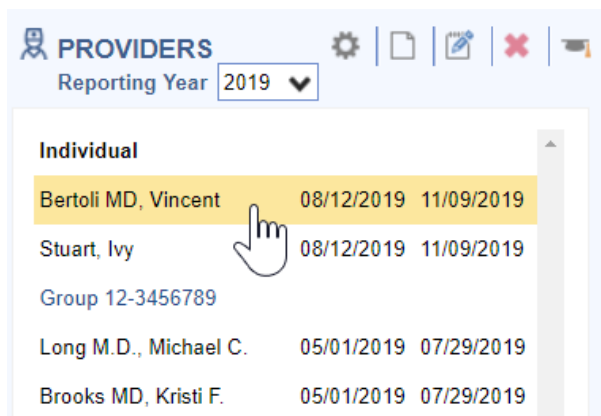 PROVIDERS
Reporting Year 2019
Individual
Bertoli MD, Vincent 08/12/2019 11/09/2019
Stuart, Ivy 08/12/2019 11/09/2019
Group 12-3456789
Long M.D., Michael C. 05/01/2019 07/29/2019
Brooks MD, Kristi F. 05/01/2019 07/29/2019